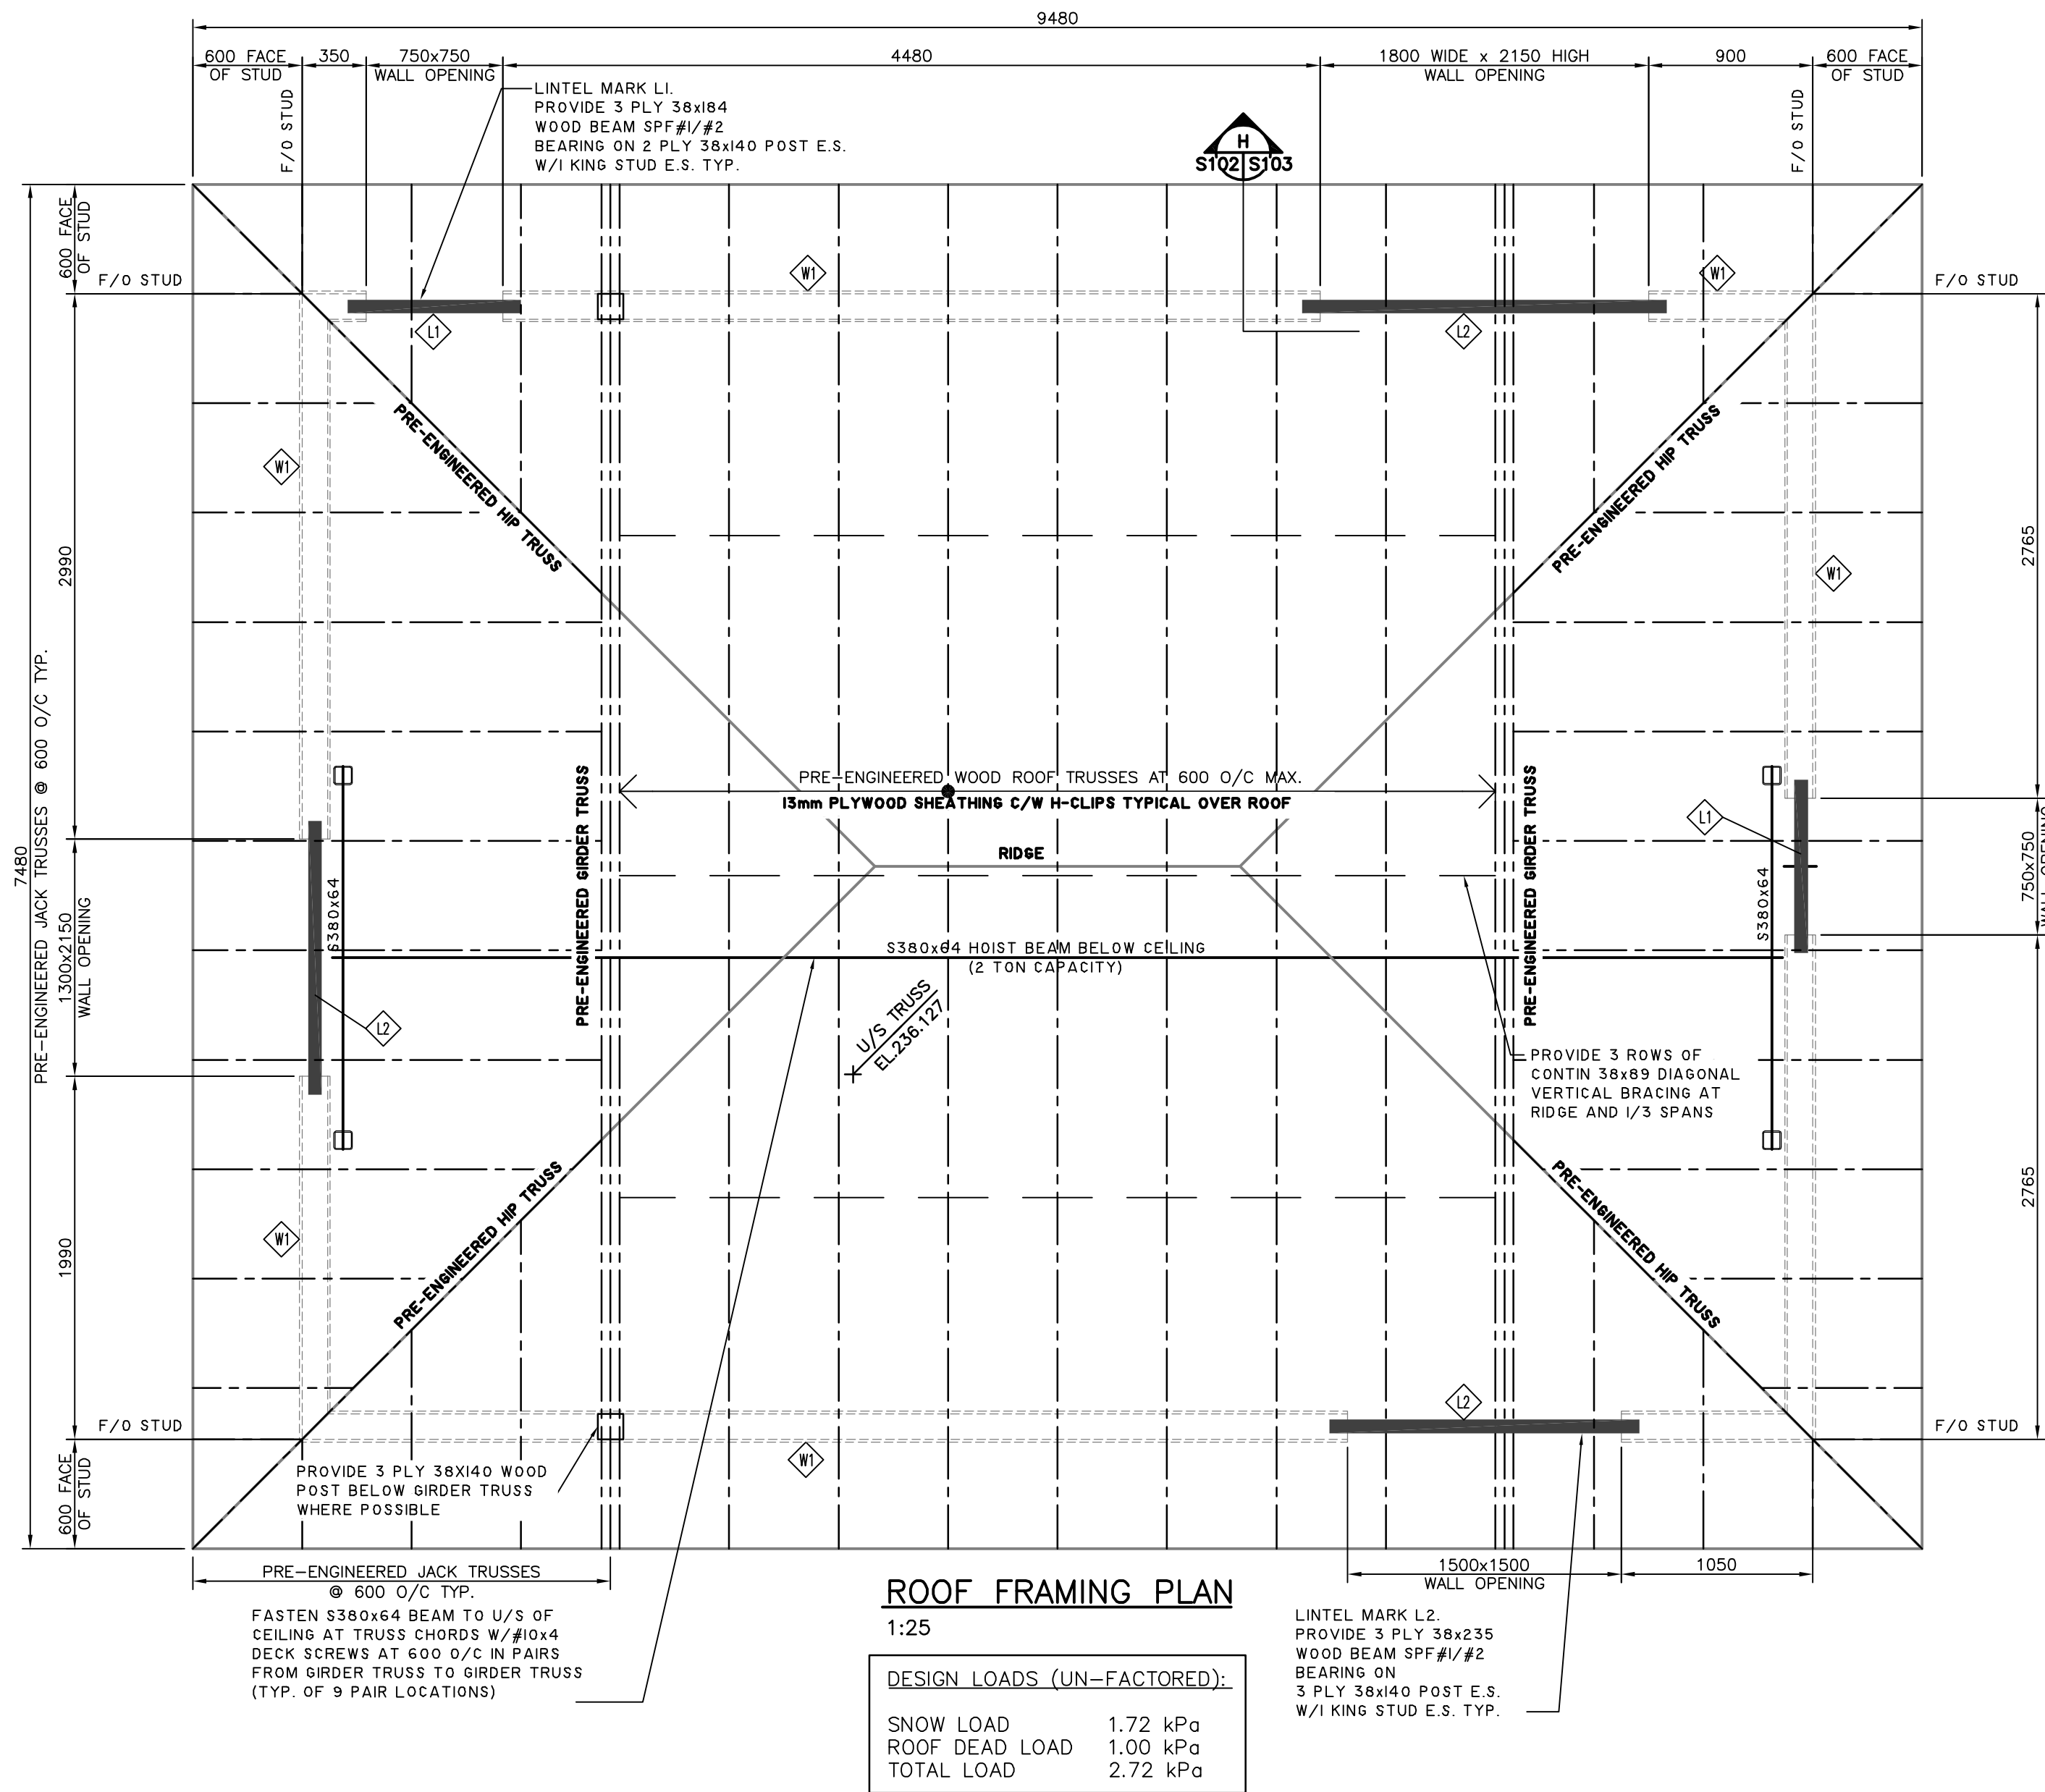 9480
600 FACE
OF STUD
350
750x750
WALL OPENING
4480
1800 WIDE x 2150 HIGH
WALL OPENING
900
600 FACE
OF STUD
F/O STUD
F/O STUD
LINTEL MARK L1.
PROVIDE 3 PLY 38x184
WOOD BEAM SPF#1/#2
BEARING ON 2 PLY 38x140 POST E.S.
W/1 KING STUD E.S. TYP.
H
S102 S103
600 FACE
OF STUD
F/O STUD
F/O STUD
W1
W1
L1
L2
PRE-ENGINEERED HIP TRUSS
PRE-ENGINEERED HIP TRUSS
W1
W1
2990
2765
7480
PRE-ENGINEERED JACK TRUSSES @ 600 O/C TYP.
PRE-ENGINEERED GIRDER TRUSS
PRE-ENGINEERED WOOD ROOF TRUSSES AT 600 O/C MAX.
13mm PLYWOOD SHEATHING C/W H-CLIPS TYPICAL OVER ROOF
PRE-ENGINEERED GIRDER TRUSS
L1
750x750
WALL OPENING
RIDGE
S380x64
S380x64
1300x2150
WALL OPENING
S380x64 HOIST BEAM BELOW CEILING
(2 TON CAPACITY)
L2
U/S TRUSS
EL.236.127
PROVIDE 3 ROWS OF
CONTIN 38x89 DIAGONAL
VERTICAL BRACING AT
RIDGE AND 1/3 SPANS
1990
2765
W1
PRE-ENGINEERED HIP TRUSS
PRE-ENGINEERED HIP TRUSS
L2
F/O STUD
F/O STUD
W1
600 FACE
OF STUD
PROVIDE 3 PLY 38X140 WOOD
POST BELOW GIRDER TRUSS
WHERE POSSIBLE
PRE-ENGINEERED JACK TRUSSES
@ 600 O/C TYP.
1500x1500
WALL OPENING
1050
FASTEN S380x64 BEAM TO U/S OF
CEILING AT TRUSS CHORDS W/#10x4
DECK SCREWS AT 600 O/C IN PAIRS
FROM GIRDER TRUSS TO GIRDER TRUSS
(TYP. OF 9 PAIR LOCATIONS)
ROOF FRAMING PLAN
1:25
LINTEL MARK L2.
PROVIDE 3 PLY 38x235
WOOD BEAM SPF#1/#2
BEARING ON
3 PLY 38x140 POST E.S.
W/1 KING STUD E.S. TYP.
DESIGN LOADS (UN-FACTORED):
SNOW LOAD 1.72 kPa
ROOF DEAD LOAD 1.00 kPa
TOTAL LOAD 2.72 kPa